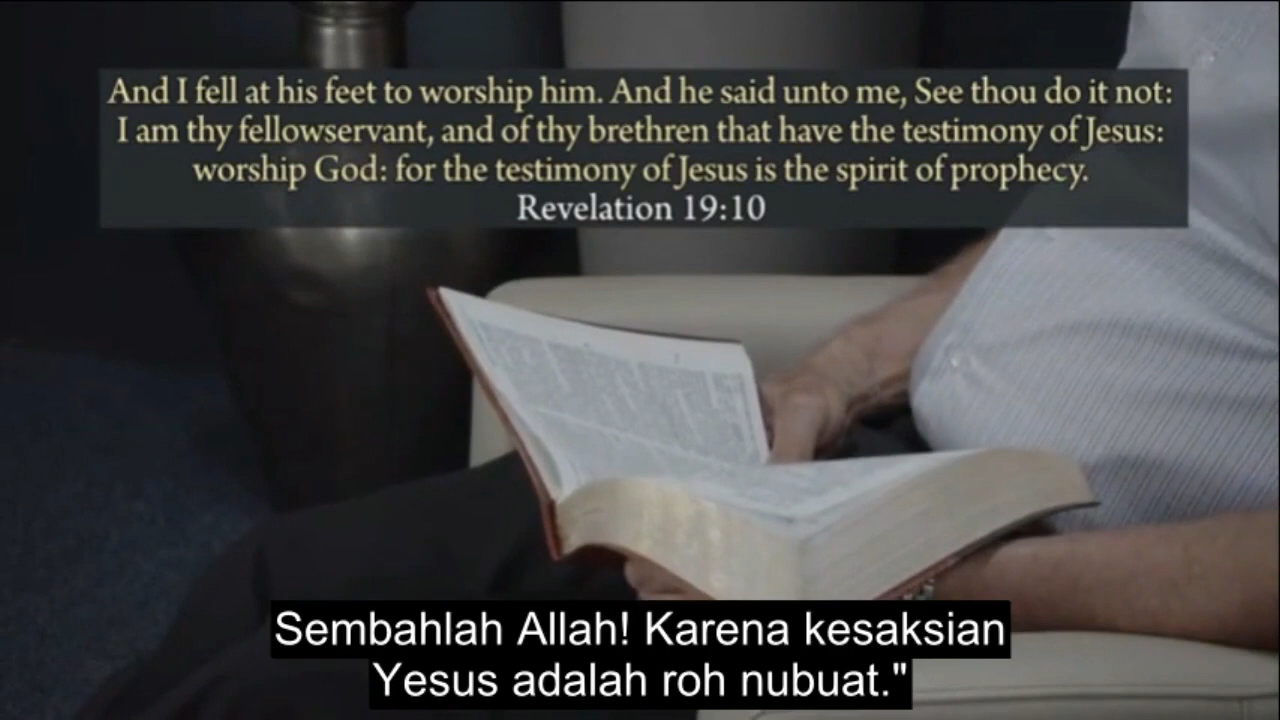 And I fell at his feet to worship him. And he said unto me, See thou do it not:
I am thy fellowservant, and of thy brethren that have the testimony of Jesus:
worship God: for the testimony of Jesus is the spirit of prophecy.
Revelation 19:10
Sembahlah Allah! Karena kesaksian
Yesus adalah roh nubuat."